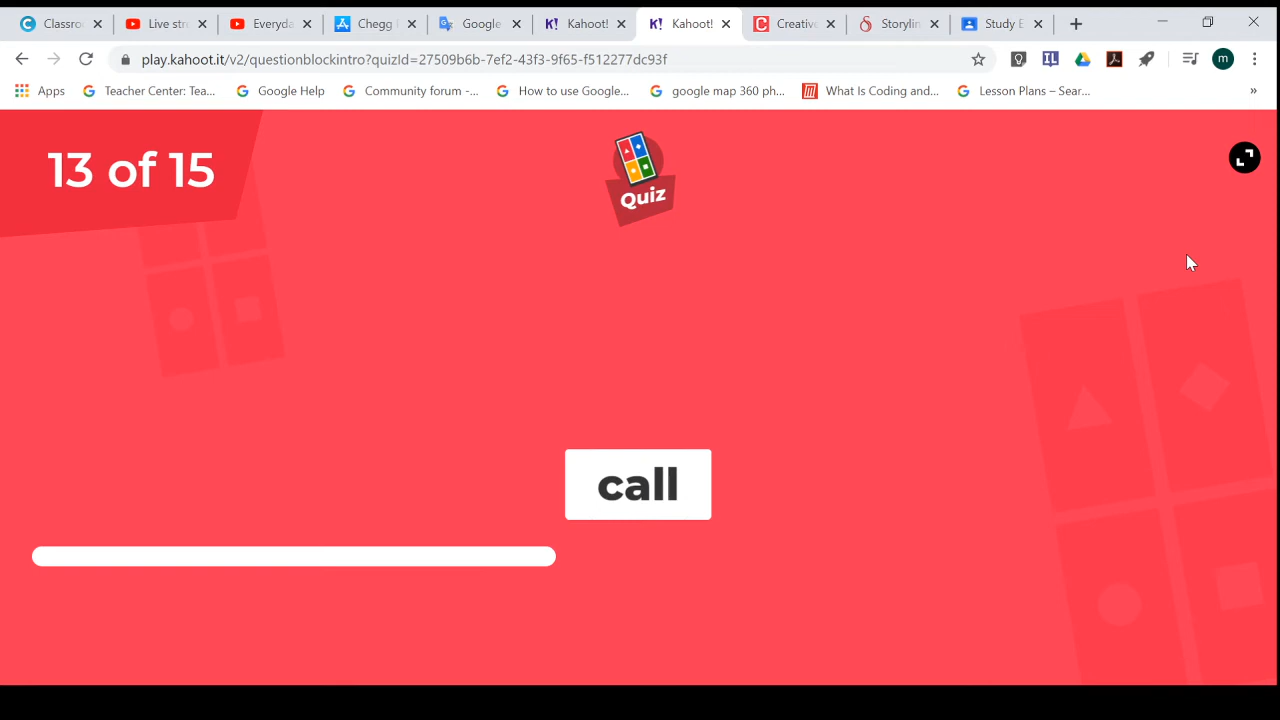 Classro
Live str
Everyda
Chegg
Google
Kahoot!
Kahoot!
Creative
Storylin
Study E
play.kahoot.it/v2/questionblockintro?quizId=27509b6b-7ef2-43f3-9f65-f512277dc93f
m
Apps
Teacher Center: Tea...
Google Help
Community forum -...
How to use Google...
google map 360 ph...
What Is Coding and...
Lesson Plans – Sear...
»
13 of 15
Quiz
call